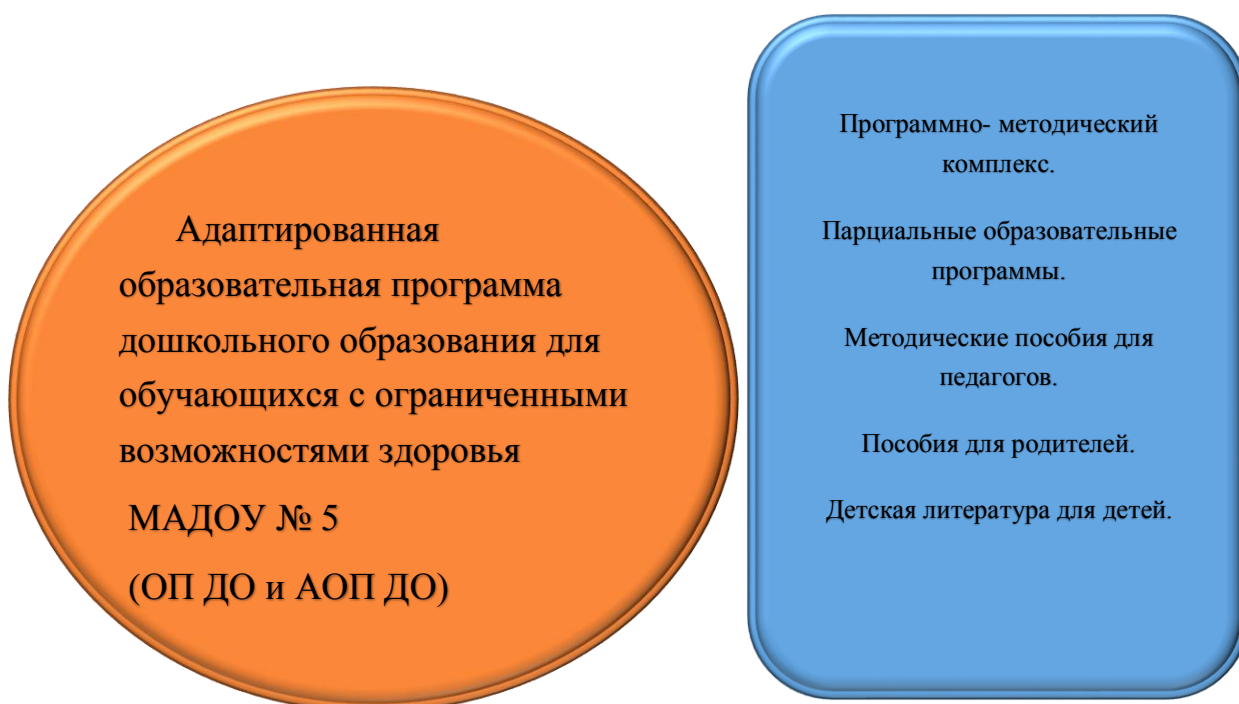 Адаптированная
образовательная программа
дошкольного образования для
обучающихся с ограниченными
возможностями здоровья
МАДОУ № 5
(ОП ДО и АОП ДО)
Программно- методический
комплекс.
Парциальные образовательные
программы.
Методические пособия для
педагогов.
Пособия для родителей.
Детская литература для детей.